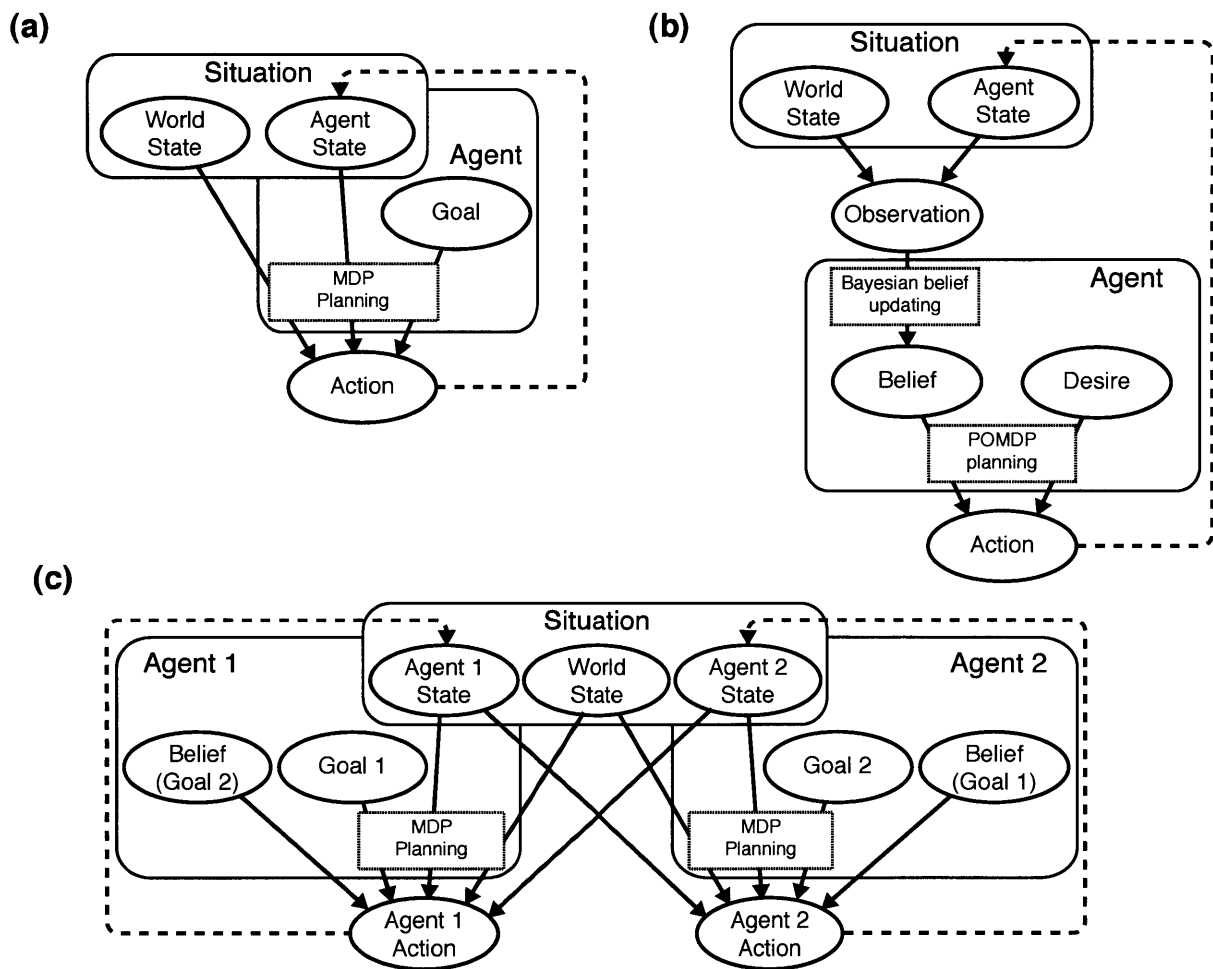 (a)
Situation
World
State
Agent
State
Agent
Goal
MDP
Planning
Action
(b)
Situation
World
State
Agent
State
Observation
Agent
Bayesian belief
updating
Belief
Desire
POMDP
planning
Action
(c)
Situation
Agent 1
Agent 1
State
World
State
Agent 2
State
Agent 2
Belief
(Goal 2)
Goal 1
Goal 2
Belief
(Goal 1)
MDP
Planning
MDP
Planning
Agent 1
Action
Agent 2
Action